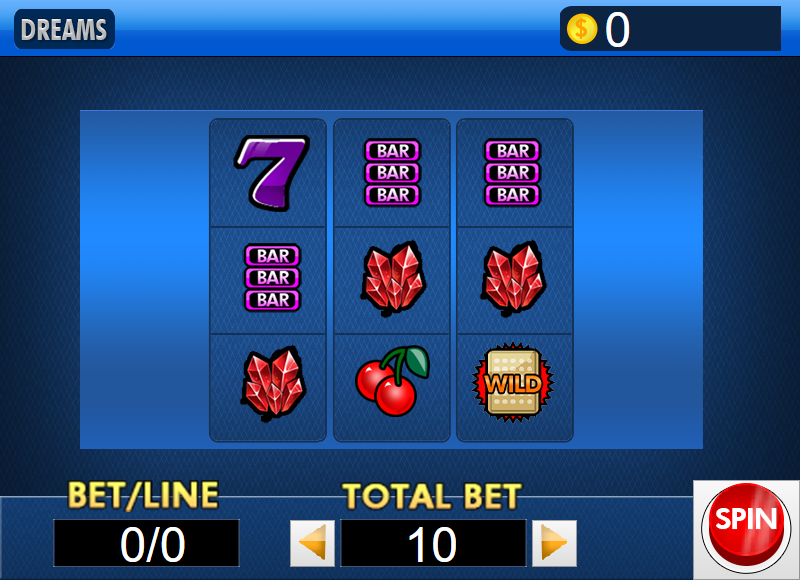 DREAMS
$ 0
7
BAR BAR
BAR BAR
BAR BAR
BAR
BAR
BAR
WILD
BET/LINE TOTAL BET
0/0 10 SPIN